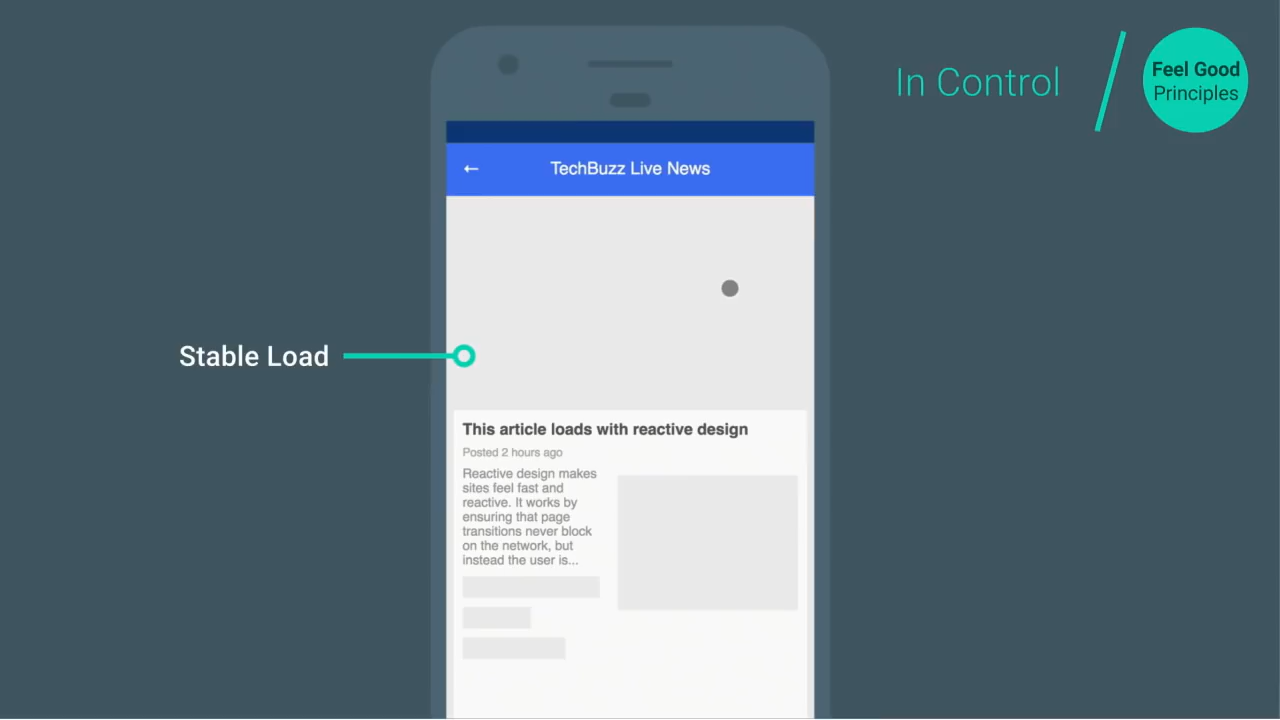 In Control
Feel Good
Principles
← TechBuzz Live News
Stable Load
This article loads with reactive design
Posted 2 hours ago
Reactive design makes
sites feel fast and
reactive. It works by
ensuring that page
transitions never block
on the network, but
instead the user is...